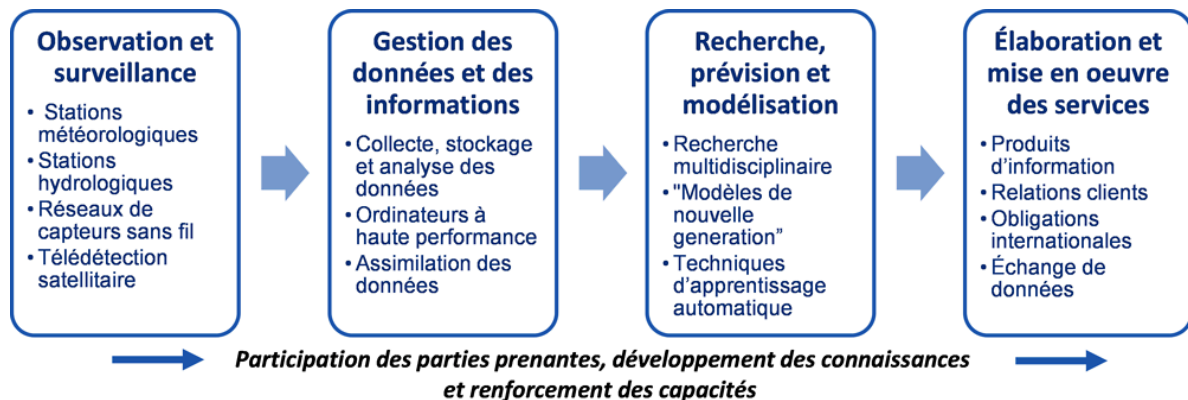 Observation et
surveillance
• Stations
météorologiques
• Stations
hydrologiques
• Réseaux de
capteurs sans fil
• Télédétection
satellitaire
Gestion des
données et des
informations
• Collecte, stockage
et analyse des
données
• Ordinateurs à
haute performance
• Assimilation des
données
Recherche,
prévision et
modélisation
• Recherche
multidisciplinaire
• "Modèles de
nouvelle
generation”
• Techniques
d’apprentissage
automatique
Élaboration et
mise en oeuvre
des services
• Produits
d’information
• Relations clients
• Obligations
internationales
• Échange de
données
Participation des parties prenantes, développement des connaissances
et renforcement des capacités